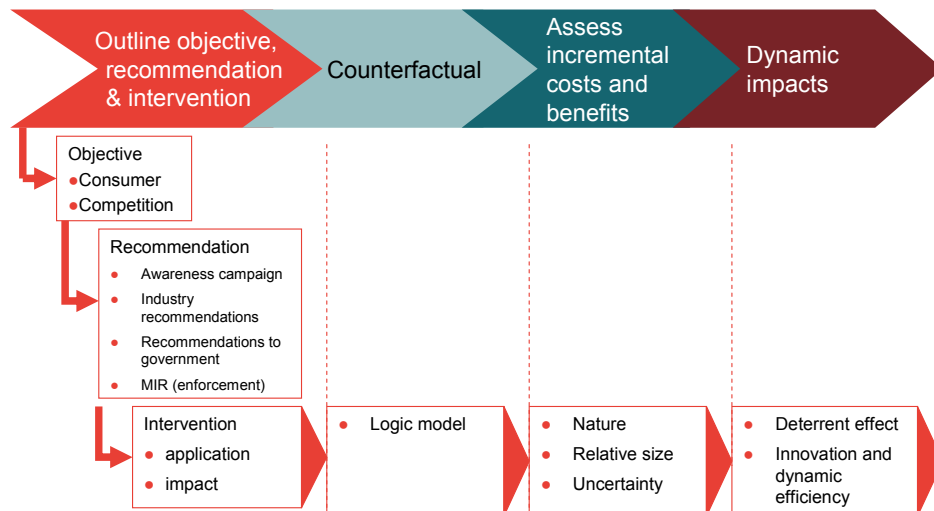 Outline objective,
recommendation
& intervention
Counterfactual
Assess
incremental
costs and
benefits
Dynamic
impacts
Objective
●Consumer
●Competition
Recommendation
● Awareness campaign
● Industry
recommendations
● Recommendations to
government
● MIR (enforcement)
Intervention
● application
● impact
● Logic model
● Nature
● Relative size
● Uncertainty
● Deterrent effect
● Innovation and
dynamic
efficiency